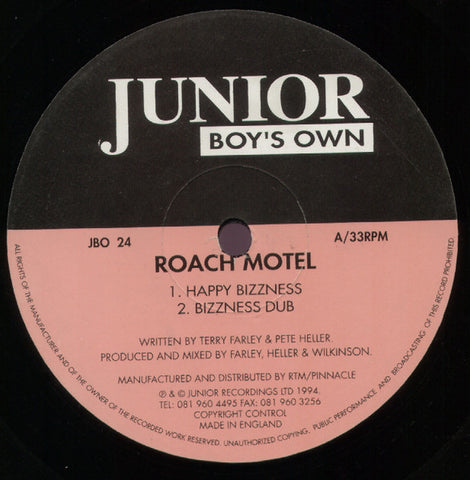 JUNIOR
BOY'S OWN
JBO 24
A/33RPM
ROACH MOTEL
1. HAPPY BIZZNESS
2. BIZZNESS DUB
WRITTEN BY TERRY FARLEY & PETE HELLER.
PRODUCED AND MIXED BY FARLEY, HELLER & WILKINSON.
MANUFACTURED AND DISTRIBUTED BY RTM/PINNACLE
℗ & © JUNIOR RECORDINGS LTD 1994.
TEL: 081 960 4495 FAX: 081 960 3256
COPYRIGHT CONTROL
MADE IN ENGLAND
ALL RIGHTS OF THE MANUFACTURER AND OF THE OWNER OF THE RECORDED WORK RESERVED. UNAUTHORIZED COPYING. PUBLIC PERFORMANCE AND BROADCASTING OF THIS RECORD PROHIBITED